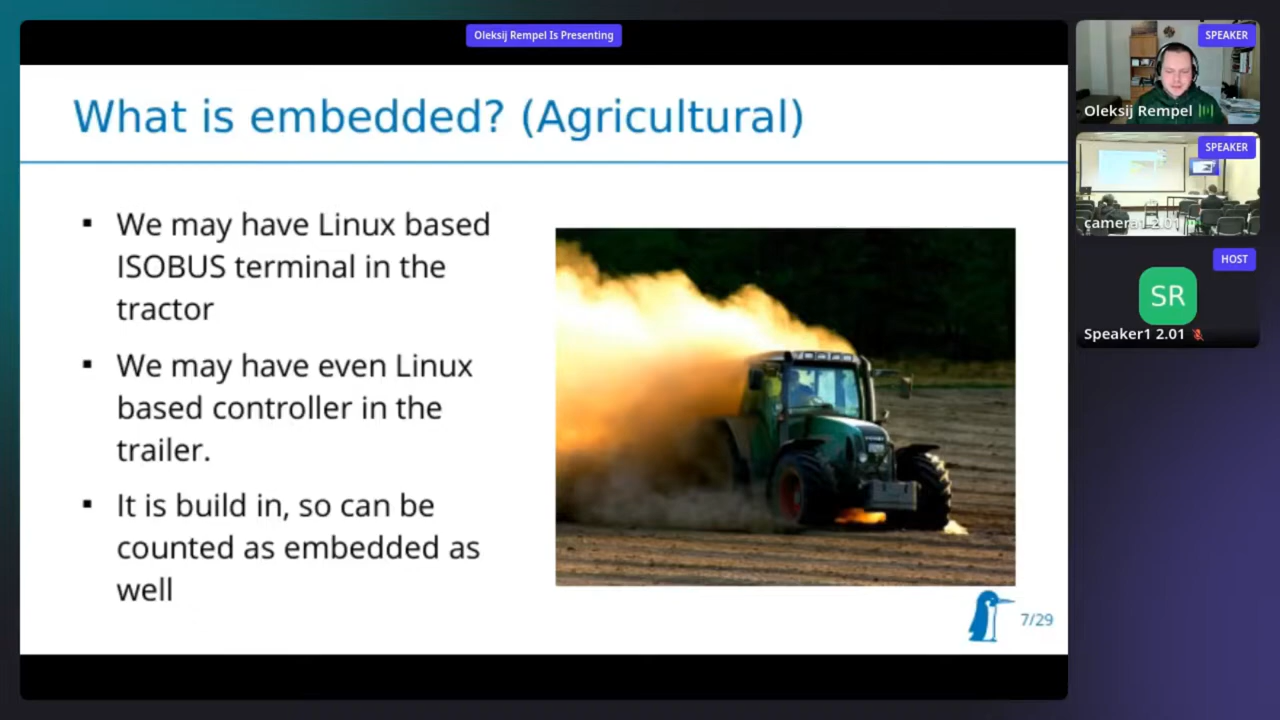 Oleksij Rempel Is Presenting
What is embedded? (Agricultural)
▪ We may have Linux based
ISOBUS terminal in the
tractor
▪ We may have even Linux
based controller in the
trailer.
▪ It is build in, so can be
counted as embedded as
well
7/29
SPEAKER
Oleksij Rempel
SPEAKER
camera1 2.01
HOST
SR
Speaker1 2.01